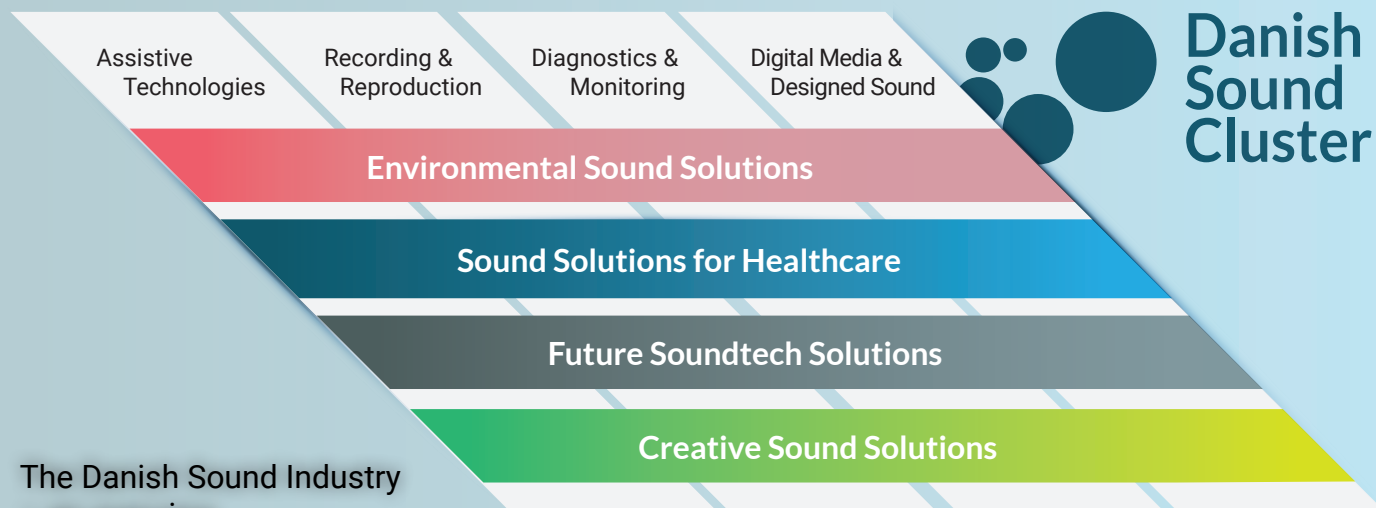 Assistive
Technologies
Recording &
Reproduction
Diagnostics &
Monitoring
Digital Media &
Designed Sound
Danish
Sound
Cluster
Environmental Sound Solutions
Sound Solutions for Healthcare
Future Soundtech Solutions
Creative Sound Solutions
The Danish Sound Industry